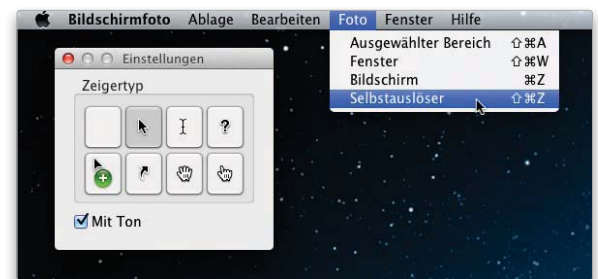 Bildschirmfoto Ablage Bearbeiten Foto Fenster Hilfe
Ausgewählter Bereich ⇧⌘A
Fenster ⇧⌘W
Bildschirm ⌘Z
Selbstauslöser ⇧⌘Z
Einstellungen
Zeigertyp
?
Mit Ton